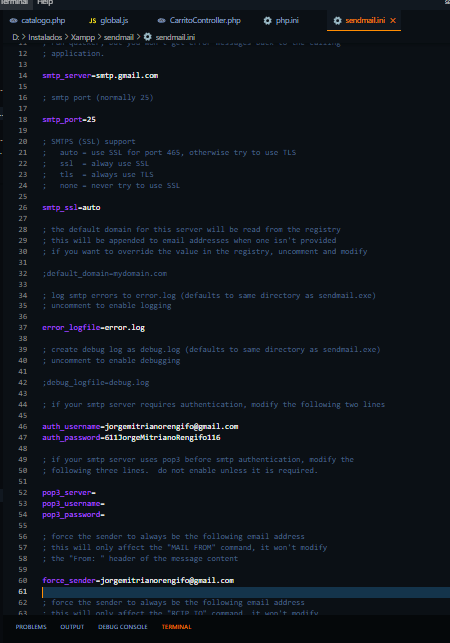 Terminal Help
catalogo.php
JS global.js
CarritoController.php
php.ini
sendmail.ini ×
D: > Instalados > Xampp > sendmail > sendmail.ini
12 ; application.
13
14 smtp_server=smtp.gmail.com
15
16 ; smtp port (normally 25)
17
18 smtp_port=25
19
20 ; SMTPS (SSL) support
21 ; auto = use SSL for port 465, otherwise try to use TLS
22 ; ssl = alway use SSL
23 ; tls = always use TLS
24 ; none = never try to use SSL
25
26 smtp_ssl=auto
27
28 ; the default domain for this server will be read from the registry
29 ; this will be appended to email addresses when one isn't provided
30 ; if you want to override the value in the registry, uncomment and modify
31
32 ;default_domain=mydomain.com
33
34 ; log smtp errors to error.log (defaults to same directory as sendmail.exe)
35 ; uncomment to enable logging
36
37 error_logfile=error.log
38
39 ; create debug log as debug.log (defaults to same directory as sendmail.exe)
40 ; uncomment to enable debugging
41
42 ;debug_logfile=debug.log
43
44 ; if your smtp server requires authentication, modify the following two lines
45
46 auth_username=jorgemitrianorengifo@gmail.com
47 auth_password=611JorgeMitrianoRengifo116
48
49 ; if your smtp server uses pop3 before smtp authentication, modify the
50 ; following three lines. do not enable unless it is required.
51
52 pop3_server=
53 pop3_username=
54 pop3_password=
55
56 ; force the sender to always be the following email address
57 ; this will only affect the "MAIL FROM" command, it won't modify
58 ; the "From: " header of the message content
59
60 force_sender=jorgemitrianorengifo@gmail.com
61
62 ; force the sender to always be the following email address
63 ; this will only affect the "RCTP TO" command, it won't modify
PROBLEMS OUTPUT DEBUG CONSOLE TERMINAL